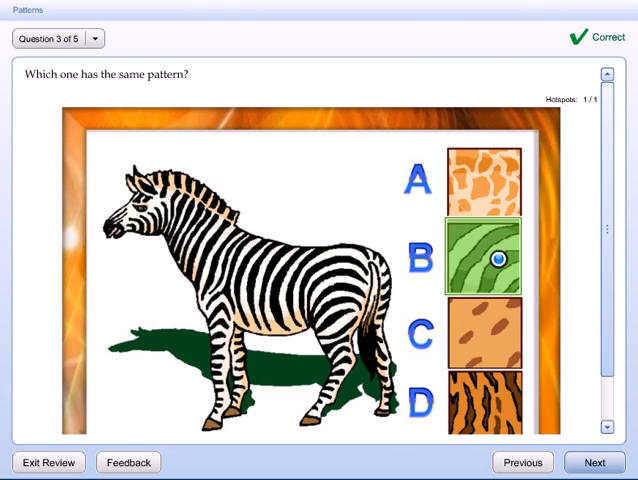 Patterns
Question 3 of 5
Correct
Which one has the same pattern?
Hotspots: 1 / 1
A
B
C
D
Exit Review
Feedback
Previous
Next